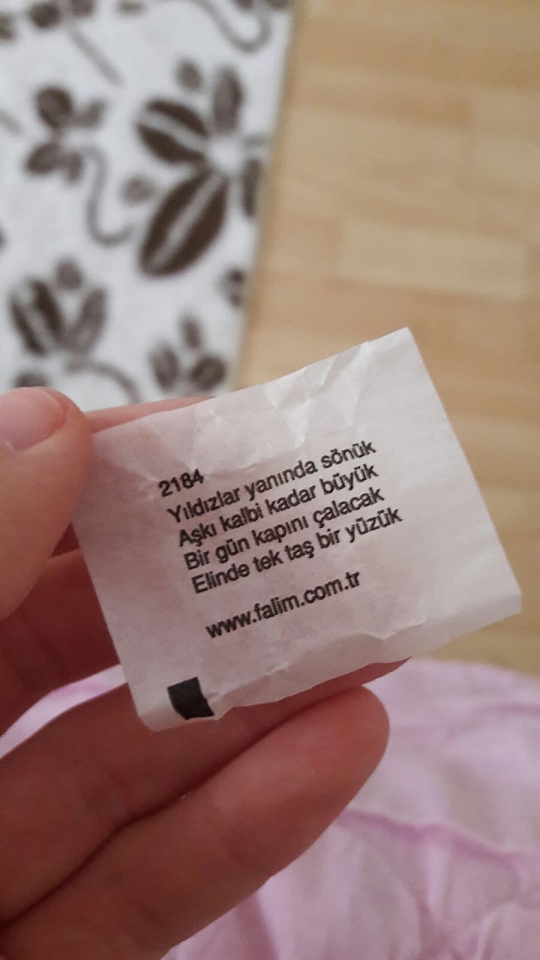 2184
Yıldızlar yanında sönük
Aşkı kalbi kadar büyük
Bir gün kapını çalacak
Elinde tek taş bir yüzük
www.falim.com.tr